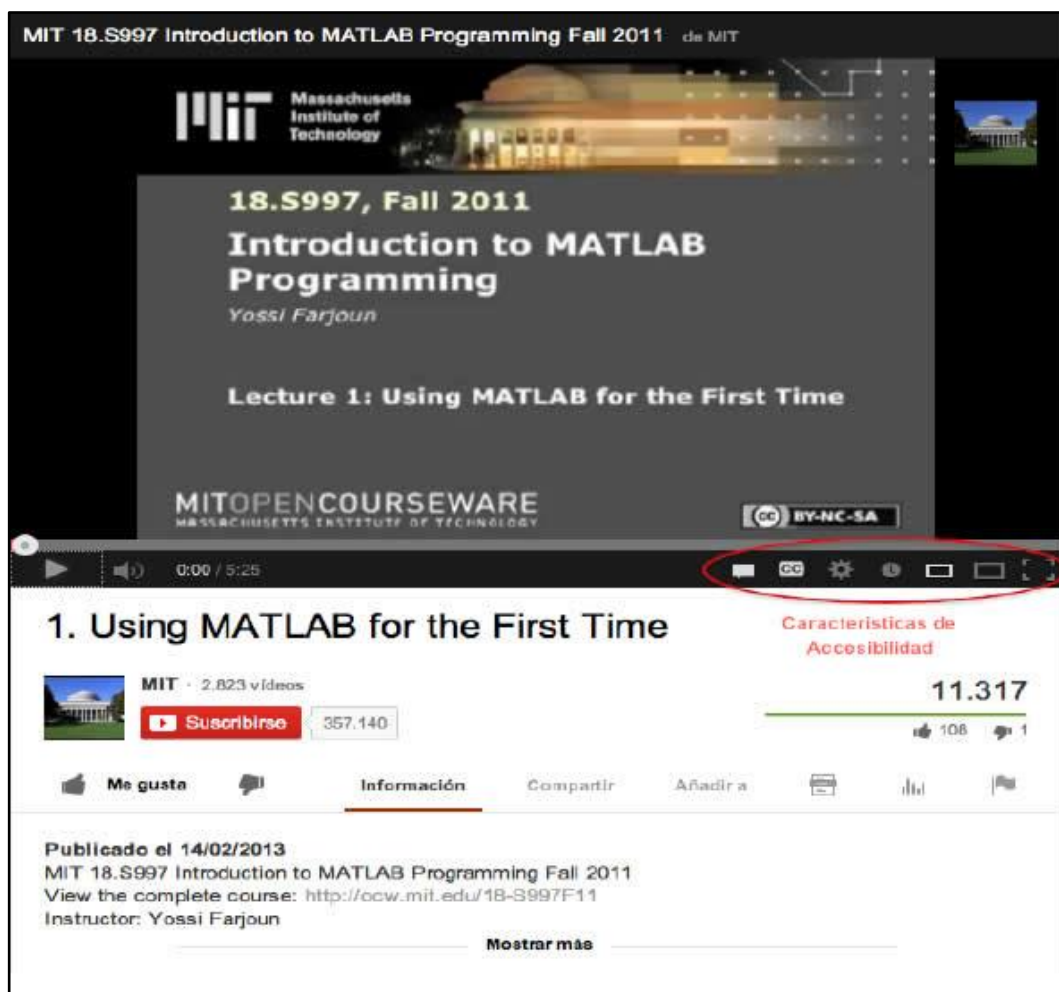 MIT 18.S997 Introduction to MATLAB Programming Fall 2011 de MIT
Massachusetts
Institute of
Technology
18.S997, Fall 2011
Introduction to MATLAB
Programming
Yossi Farjoun
Lecture 1: Using MATLAB for the First Time
MITOPENCOURSEWARE
MASSACHUSETTS INSTITUTE OF TECHNOLOGY
cc BY-NC-SA
0:00 / 5:25
CC
1. Using MATLAB for the First Time
Caracteristicas de
Accesibilidad
MIT · 2.823 vídeos
11.317
Suscribirse 357.140
108 1
Me gusta Información Compartir Añadir a
Publicado el 14/02/2013
MIT 18.S997 Introduction to MATLAB Programming Fall 2011
View the complete course: http://ocw.mit.edu/18-S997F11
Instructor: Yossi Farjoun
Mostrar más